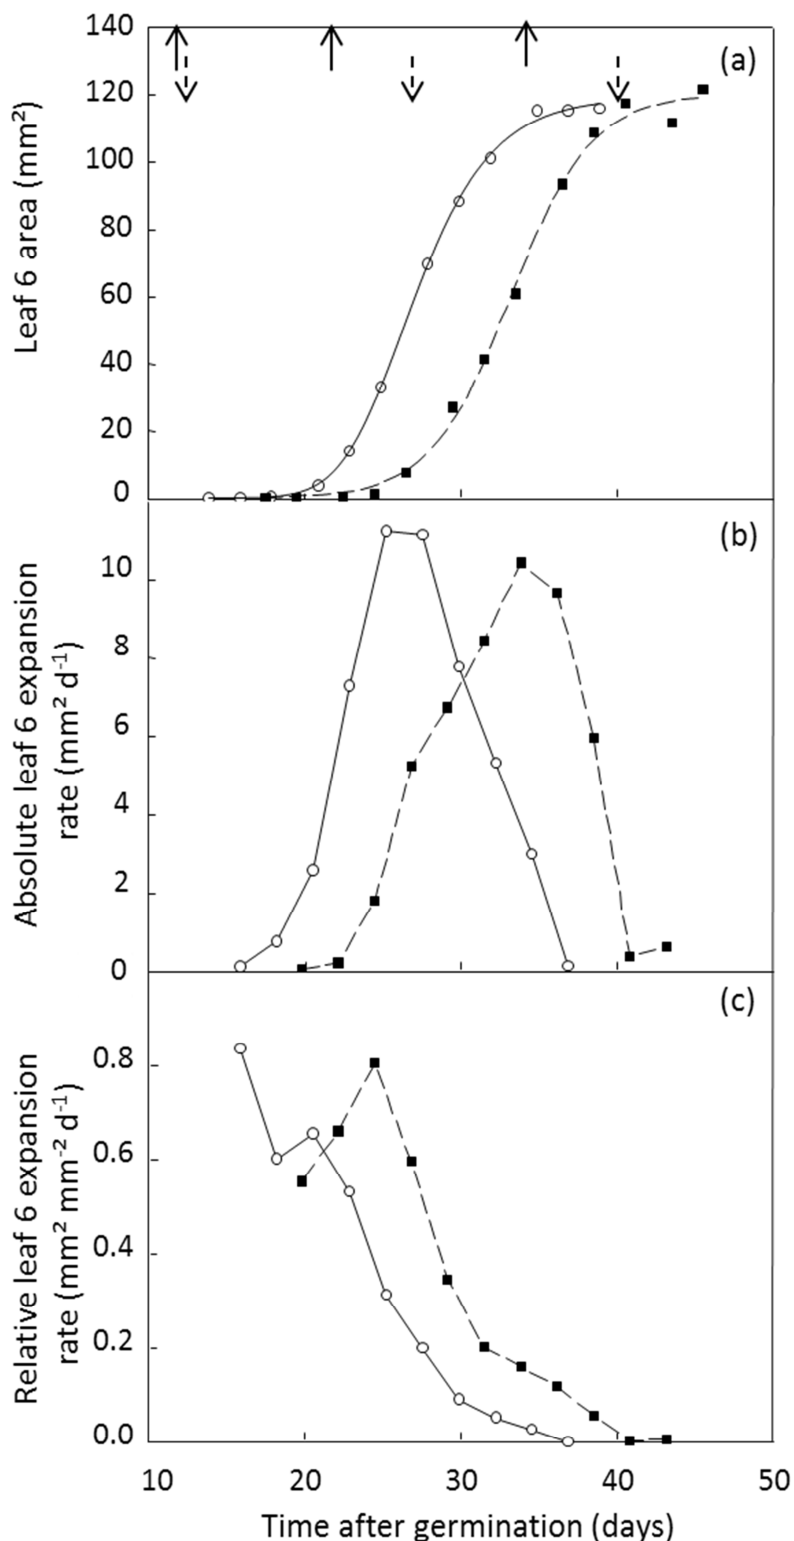 140
120
100
80
60
40
20
0
Leaf 6 area (mm²)
(a)
10
8
6
4
2
0
Absolute leaf 6 expansion
rate (mm² d⁻¹)
(b)
0.8
0.6
0.4
0.2
0.0
Relative leaf 6 expansion
rate (mm² mm⁻² d⁻¹)
(c)
10 20 30 40 50
Time after germination (days)